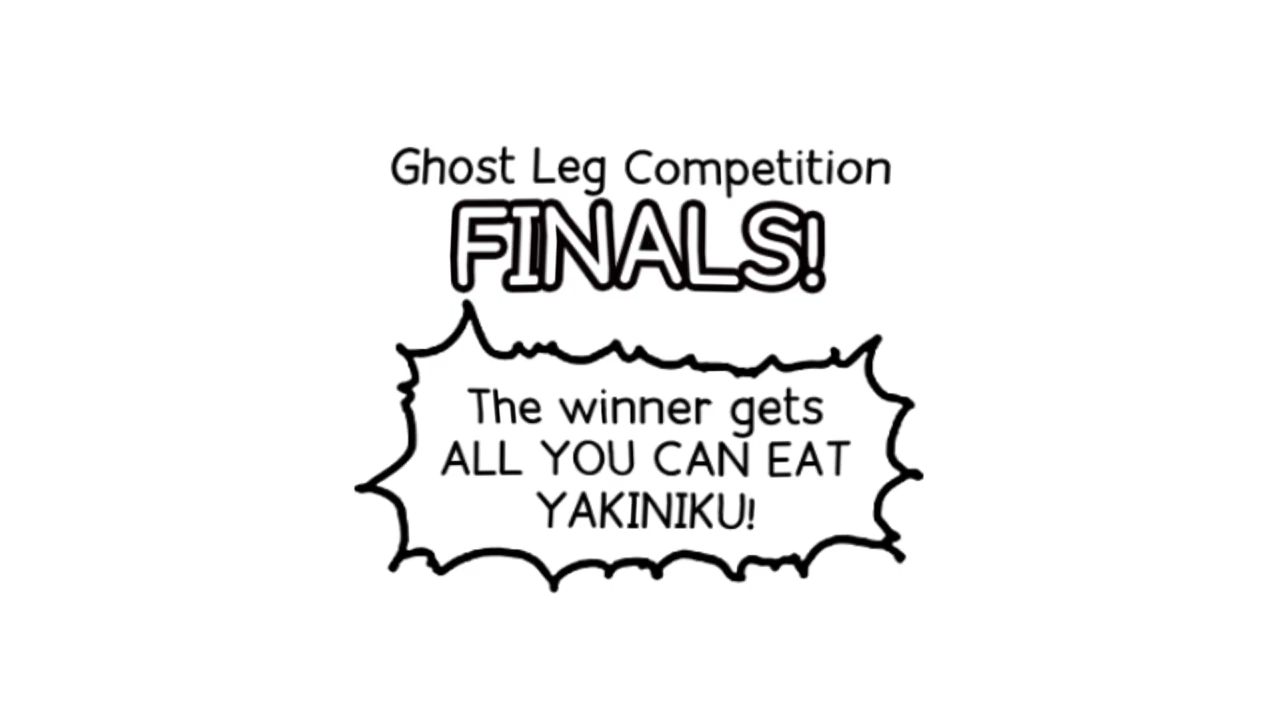 Ghost Leg Competition
FINALS!
The winner gets
ALL YOU CAN EAT
YAKINIKU!